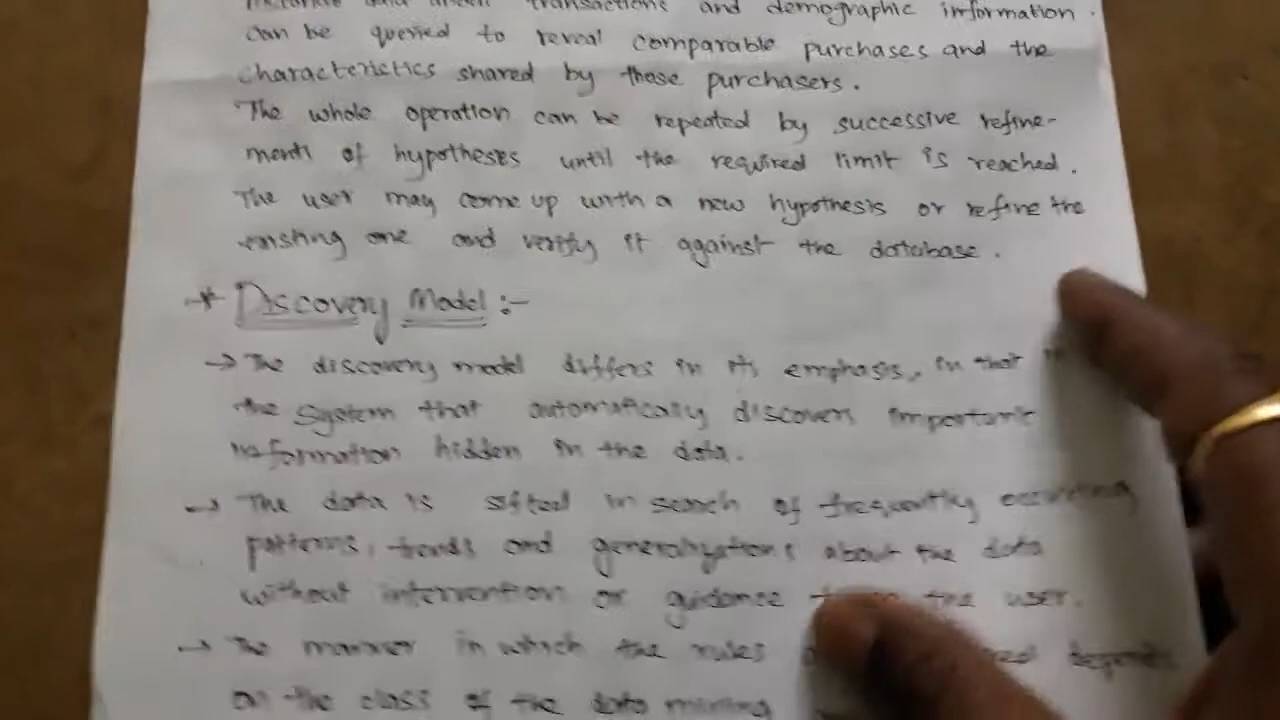 transactions and demographic information
can be queried to reveal comparable purchases and the
characteristics shared by those purchasers.
The whole operation can be repeated by successive refine-
ments of hypotheses until the required limit is reached.
The user may come up with a new hypothesis or refine the
existing one and verify it against the database.
* Discovery Model :-
→ The discovery model differs in its emphasis, in that
the system that automatically discovers important
information hidden in the data.
→ The data is sifted in search of frequently occurring
patterns, trends and generalizations about the data
without intervention or guidance the user.
→ The manner in which the rules depends
on the class of the data mining